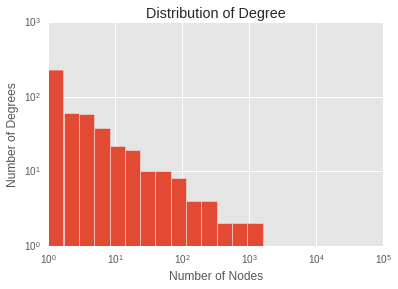 Distribution of Degree
Number of Degrees
10³
10²
10¹
10⁰
10⁰ 10¹ 10² 10³ 10⁴ 10⁵
Number of Nodes